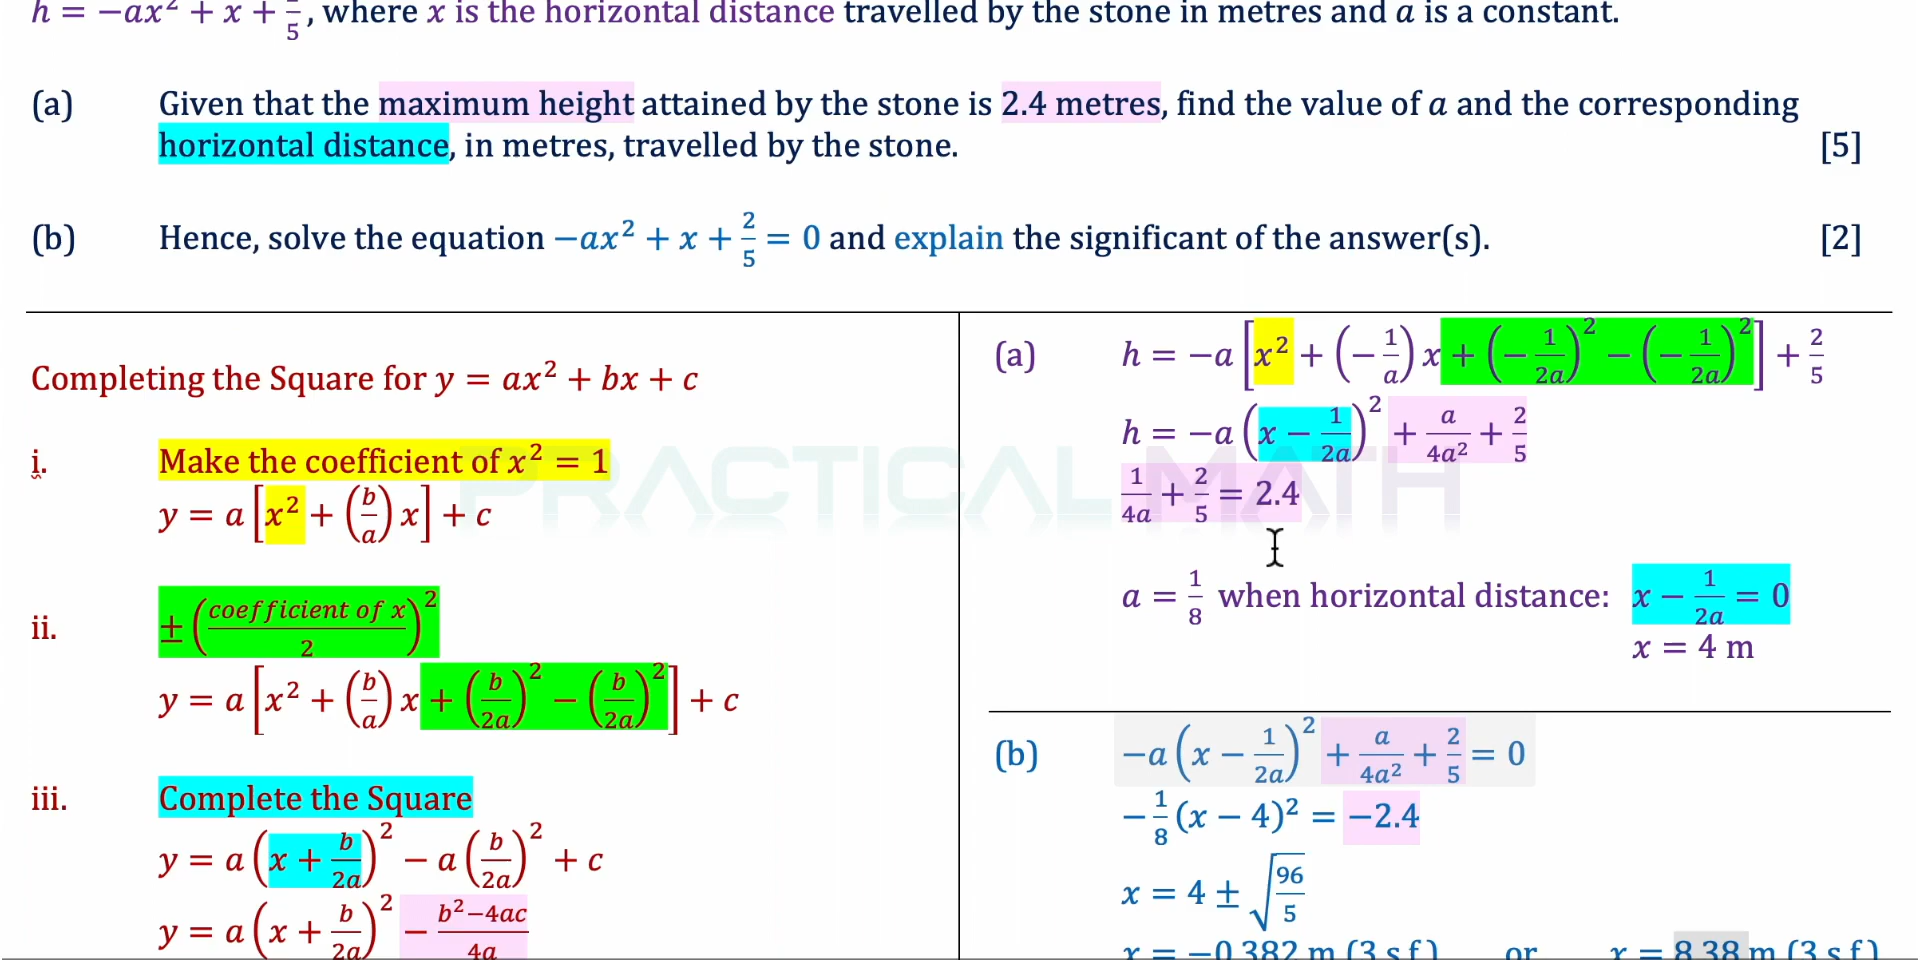 h = −ax² + x + 2/5, where x is the horizontal distance travelled by the stone in metres and a is a constant.
(a) Given that the maximum height attained by the stone is 2.4 metres, find the value of a and the corresponding
horizontal distance, in metres, travelled by the stone. [5]
(b) Hence, solve the equation −ax² + x + 2/5 = 0 and explain the significant of the answer(s). [2]
Completing the Square for y = ax² + bx + c
i. Make the coefficient of x² = 1
y = a[x² + (b/a)x] + c
ii. ±(coefficient of x/2)²
y = a[x² + (b/a)x + (b/2a)² − (b/2a)²] + c
iii. Complete the Square
y = a(x + b/2a)² − a(b/2a)² + c
y = a(x + b/2a)² − b²−4ac/4a
(a) h = −a[x² + (−1/a)x + (−1/2a)² − (−1/2a)²] + 2/5
h = −a(x − 1/2a)² + a/4a² + 2/5
1/4a + 2/5 = 2.4
a = 1/8 when horizontal distance: x − 1/2a = 0
x = 4 m
(b) −a(x − 1/2a)² + a/4a² + 2/5 = 0
−1/8(x − 4)² = −2.4
x = 4 ± √96/5
x = −0.382 m (3 s.f) or x = 8.38 m (3 s.f)
PRACTICAL MATH